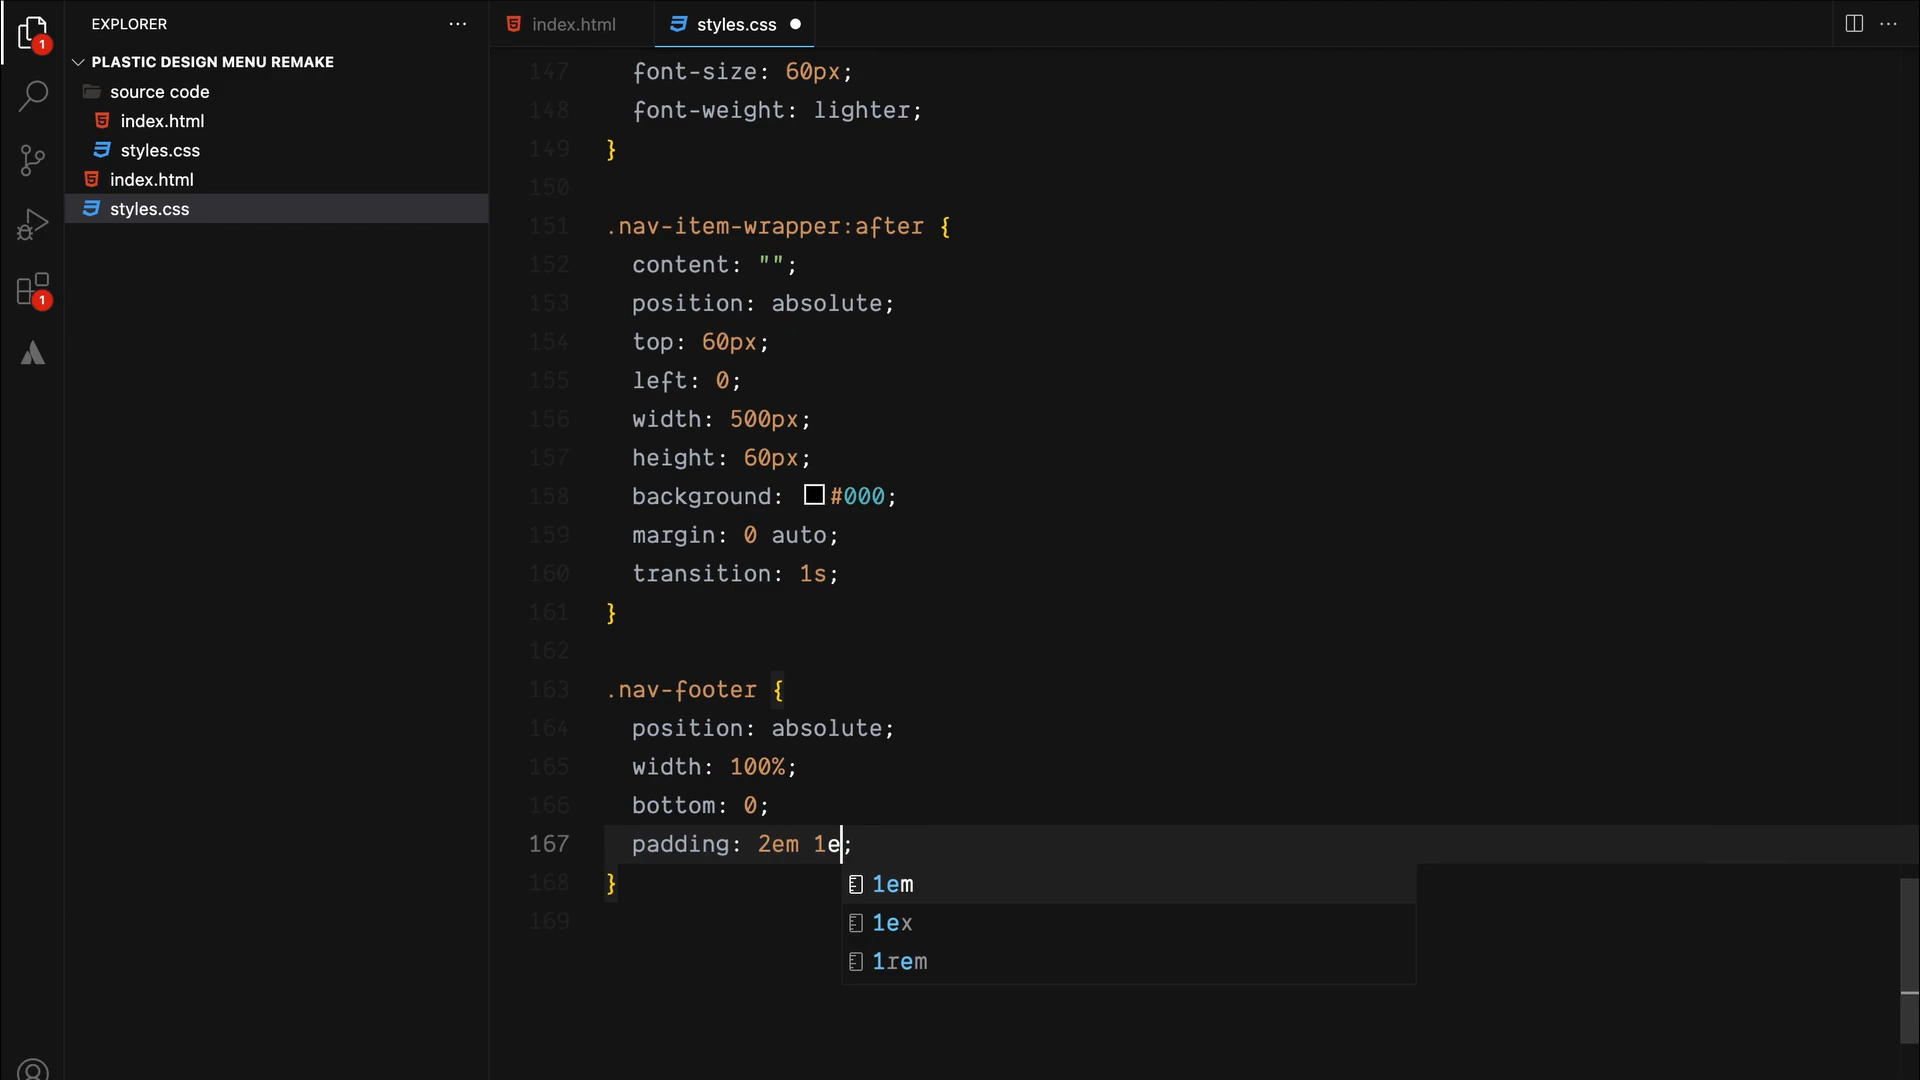 EXPLORER
index.html
styles.css
PLASTIC DESIGN MENU REMAKE
source code
index.html
styles.css
index.html
styles.css
1
1
147 font-size: 60px;
148 font-weight: lighter;
149 }
150
151 .nav-item-wrapper:after {
152 content: "";
153 position: absolute;
154 top: 60px;
155 left: 0;
156 width: 500px;
157 height: 60px;
158 background: #000;
159 margin: 0 auto;
160 transition: 1s;
161 }
162
163 .nav-footer {
164 position: absolute;
165 width: 100%;
166 bottom: 0;
167 padding: 2em 1e;
168 }
169
1em
1ex
1rem